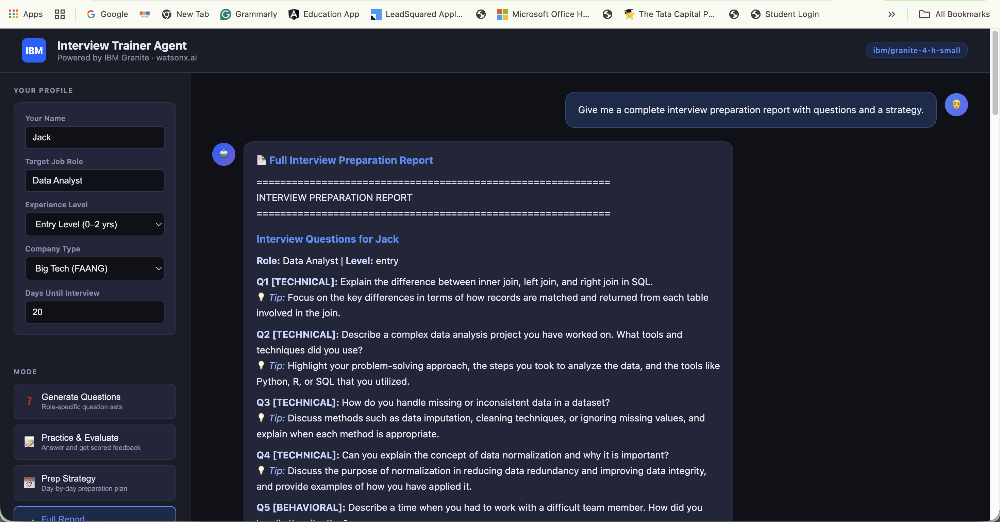 Apps
Google
New Tab
Grammarly
Education App
LeadSquared Appl...
Microsoft Office H...
The Tata Capital P...
Student Login
All Bookmarks
IBM
Interview Trainer Agent
Powered by IBM Granite · watsonx.ai
ibm/granite-4-h-small
YOUR PROFILE
Your Name
Jack
Target Job Role
Data Analyst
Experience Level
Entry Level (0–2 yrs)
Company Type
Big Tech (FAANG)
Days Until Interview
20
MODE
Generate Questions
Role-specific question sets
Practice & Evaluate
Answer and get scored feedback
17
Prep Strategy
Day-by-day preparation plan
Full Report
Give me a complete interview preparation report with questions and a strategy.
Full Interview Preparation Report
============================================================
INTERVIEW PREPARATION REPORT
============================================================
Interview Questions for Jack
Role: Data Analyst | Level: entry
Q1 [TECHNICAL]: Explain the difference between inner join, left join, and right join in SQL.
Tip: Focus on the key differences in terms of how records are matched and returned from each table
involved in the join.
Q2 [TECHNICAL]: Describe a complex data analysis project you have worked on. What tools and
techniques did you use?
Tip: Highlight your problem-solving approach, the steps you took to analyze the data, and the tools like
Python, R, or SQL that you utilized.
Q3 [TECHNICAL]: How do you handle missing or inconsistent data in a dataset?
Tip: Discuss methods such as data imputation, cleaning techniques, or ignoring missing values, and
explain when each method is appropriate.
Q4 [TECHNICAL]: Can you explain the concept of data normalization and why it is important?
Tip: Discuss the purpose of normalization in reducing data redundancy and improving data integrity,
and provide examples of how you have applied it.
Q5 [BEHAVIORAL]: Describe a time when you had to work with a difficult team member. How did you